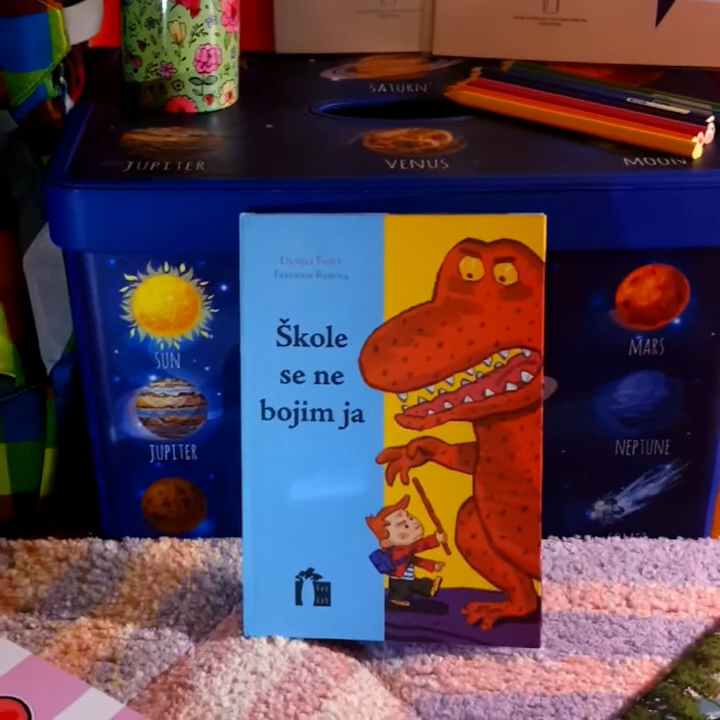 SATURN
JUPITER
VENUS
MOON
SUN
JUPITER
MARS
NEPTUNE
Škole
se ne
bojim ja